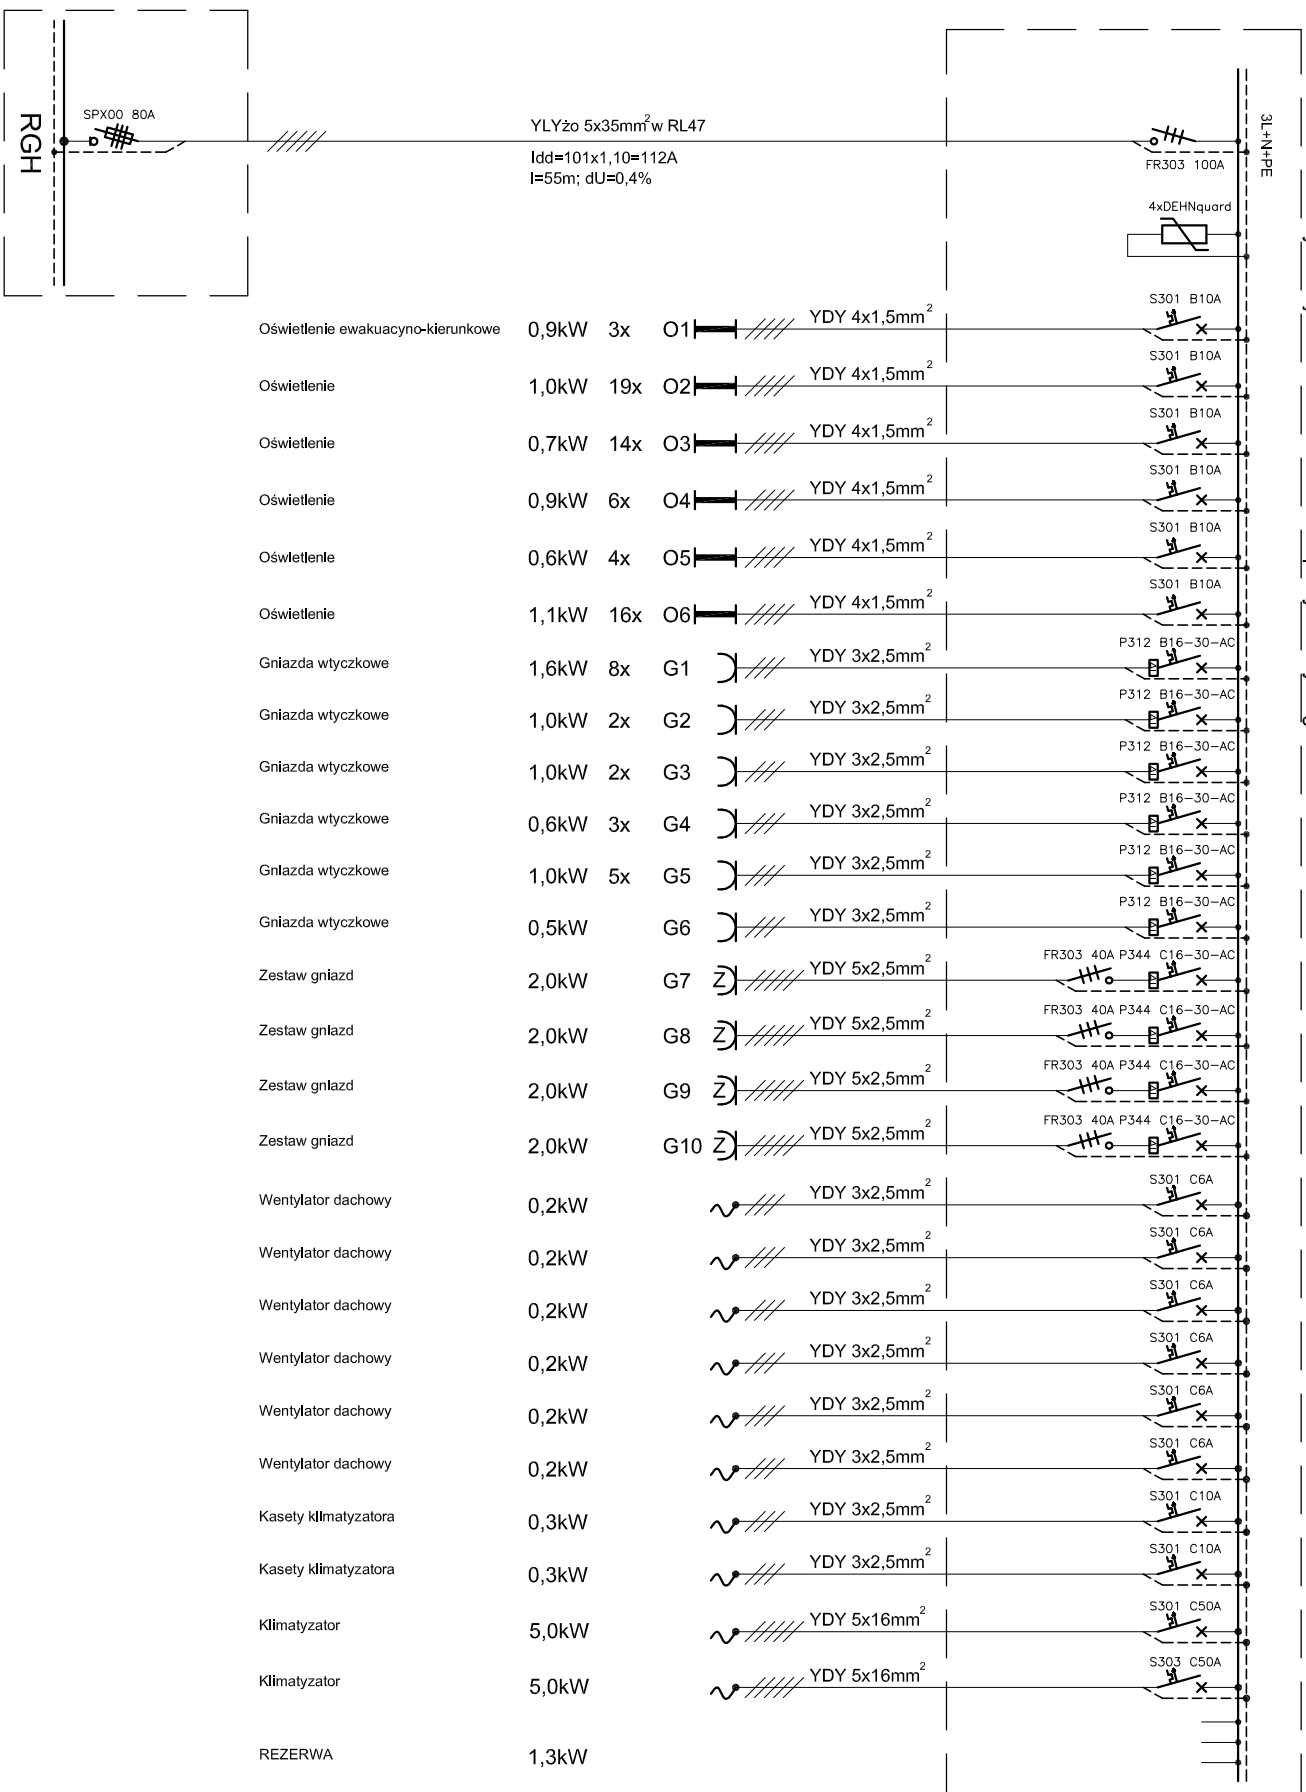 RGH
SPX00 80A
YLYżo 5x35mm² w RL47
Idd=101x1,10=112A
l=55m; dU=0,4%
FR303 100A
3L+N+PE
4xDEHNquard
Oświetlenie ewakuacyno-kierunkowe 0,9kW 3x O1 YDY 4x1,5mm² S301 B10A
Oświetlenie 1,0kW 19x O2 YDY 4x1,5mm² S301 B10A
Oświetlenie 0,7kW 14x O3 YDY 4x1,5mm² S301 B10A
Oświetlenie 0,9kW 6x O4 YDY 4x1,5mm² S301 B10A
Oświetlenie 0,6kW 4x O5 YDY 4x1,5mm² S301 B10A
Oświetlenie 1,1kW 16x O6 YDY 4x1,5mm² S301 B10A
Gniazda wtyczkowe 1,6kW 8x G1 YDY 3x2,5mm² P312 B16-30-AC
Gniazda wtyczkowe 1,0kW 2x G2 YDY 3x2,5mm² P312 B16-30-AC
Gniazda wtyczkowe 1,0kW 2x G3 YDY 3x2,5mm² P312 B16-30-AC
Gniazda wtyczkowe 0,6kW 3x G4 YDY 3x2,5mm² P312 B16-30-AC
Gniazda wtyczkowe 1,0kW 5x G5 YDY 3x2,5mm² P312 B16-30-AC
Gniazda wtyczkowe 0,5kW G6 YDY 3x2,5mm² P312 B16-30-AC
Zestaw gniazd 2,0kW G7 Z YDY 5x2,5mm² FR303 40A P344 C16-30-AC
Zestaw gniazd 2,0kW G8 Z YDY 5x2,5mm² FR303 40A P344 C16-30-AC
Zestaw gniazd 2,0kW G9 Z YDY 5x2,5mm² FR303 40A P344 C16-30-AC
Zestaw gniazd 2,0kW G10 Z YDY 5x2,5mm² FR303 40A P344 C16-30-AC
Wentylator dachowy 0,2kW YDY 3x2,5mm² S301 C6A
Wentylator dachowy 0,2kW YDY 3x2,5mm² S301 C6A
Wentylator dachowy 0,2kW YDY 3x2,5mm² S301 C6A
Wentylator dachowy 0,2kW YDY 3x2,5mm² S301 C6A
Wentylator dachowy 0,2kW YDY 3x2,5mm² S301 C6A
Wentylator dachowy 0,2kW YDY 3x2,5mm² S301 C6A
Kasety klimatyzatora 0,3kW YDY 3x2,5mm² S301 C10A
Kasety klimatyzatora 0,3kW YDY 3x2,5mm² S301 C10A
Klimatyzator 5,0kW YDY 5x16mm² S301 C50A
Klimatyzator 5,0kW YDY 5x16mm² S303 C50A
REZERWA 1,3kW